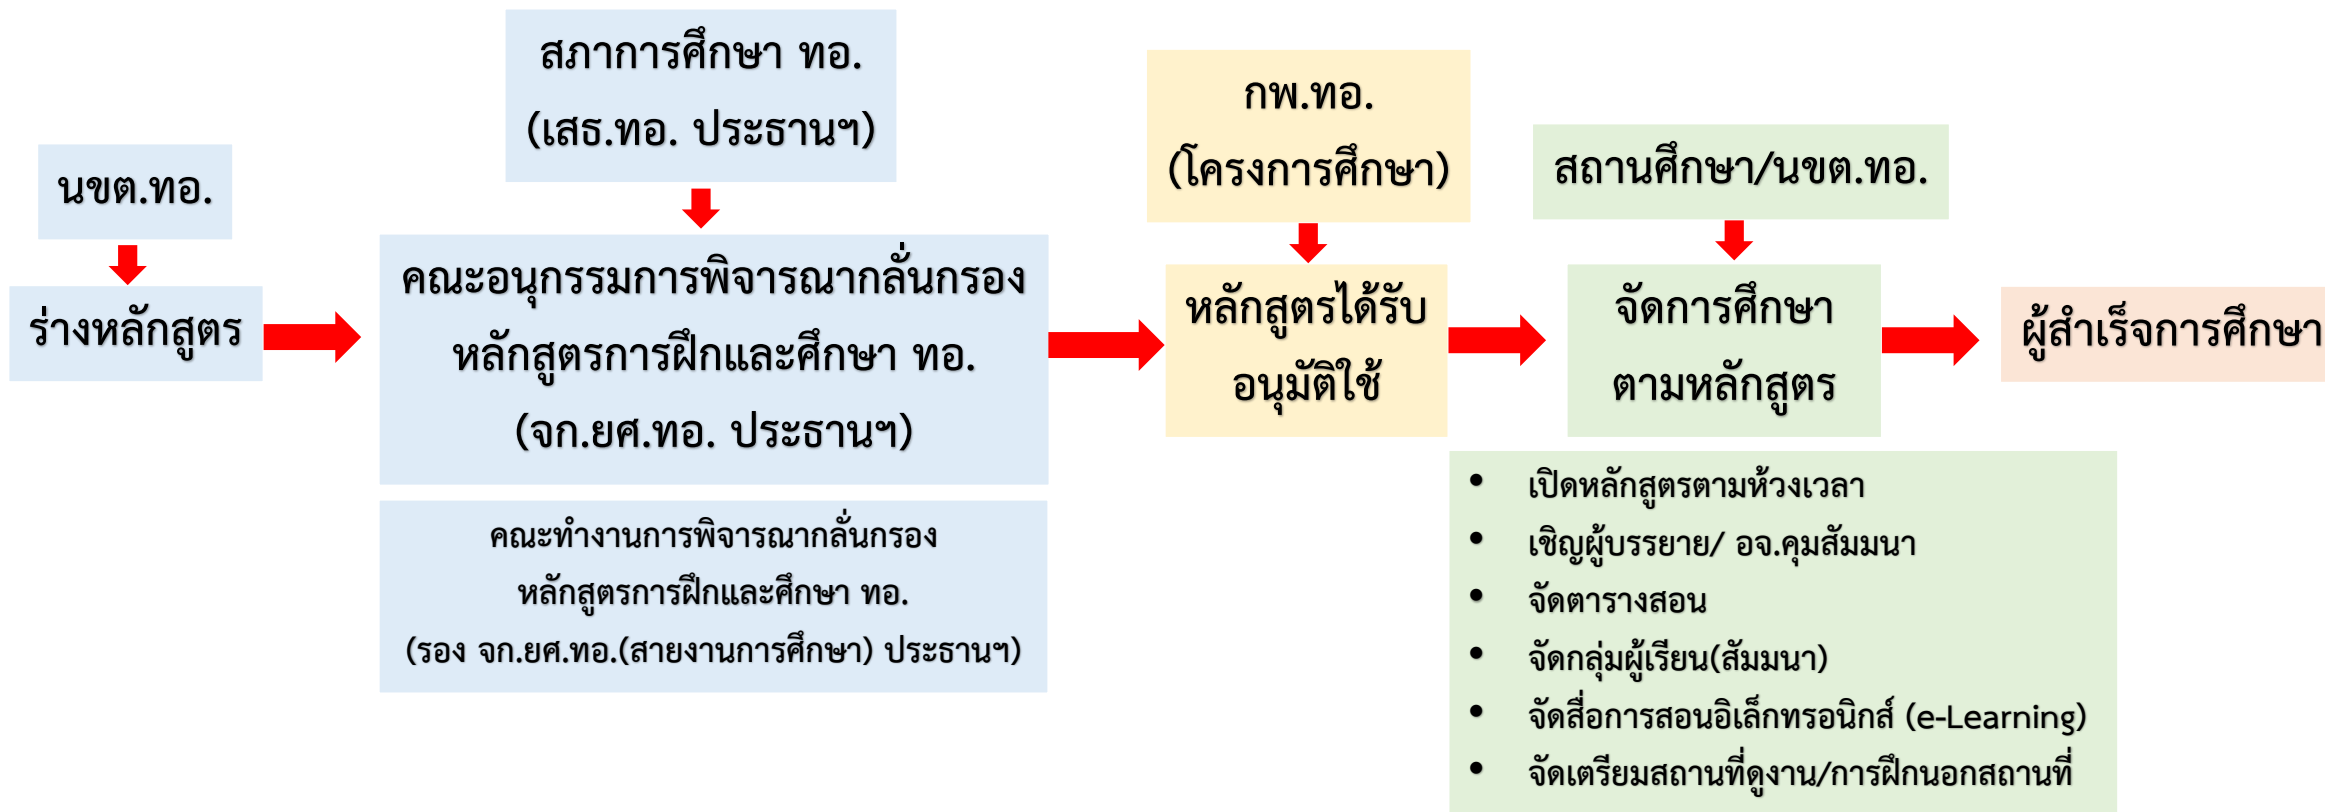 นขต.ทอ.
ร่างหลักสูตร
สภาการศึกษา ทอ.
(เสธ.ทอ. ประธานฯ)
คณะอนุกรรมการพิจารณากลั่นกรอง
หลักสูตรการฝึกและศึกษา ทอ.
(จก.ยศ.ทอ. ประธานฯ)
คณะทำงานการพิจารณากลั่นกรอง
หลักสูตรการฝึกและศึกษา ทอ.
(รอง จก.ยศ.ทอ.(สายงานการศึกษา) ประธานฯ)
กพ.ทอ.
(โครงการศึกษา)
หลักสูตรได้รับ
อนุมัติใช้
สถานศึกษา/นขต.ทอ.
จัดการศึกษา
ตามหลักสูตร
• เปิดหลักสูตรตามห้วงเวลา
• เชิญผู้บรรยาย/ อจ.คุมสัมมนา
• จัดตารางสอน
• จัดกลุ่มผู้เรียน(สัมมนา)
• จัดสื่อการสอนอิเล็กทรอนิกส์ (e-Learning)
• จัดเตรียมสถานที่ดูงาน/การฝึกนอกสถานที่
ผู้สำเร็จการศึกษา